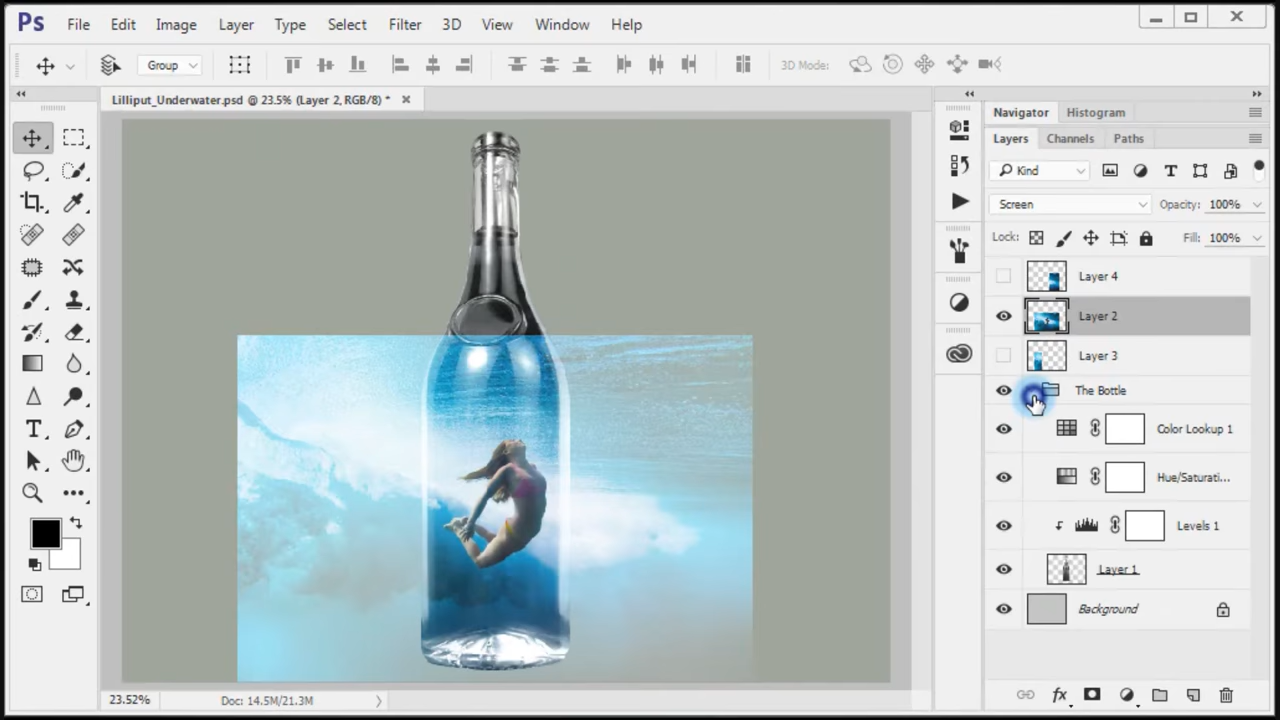 Ps File Edit Image Layer Type Select Filter 3D View Window Help
Group 3D Mode:
Lilliput_Underwater.psd @ 23.5% (Layer 2, RGB/8) *
Navigator Histogram
Layers Channels Paths
Kind
Screen Opacity: 100%
Lock: Fill: 100%
Layer 4
Layer 2
Layer 3
The Bottle
Color Lookup 1
Hue/Saturati...
Levels 1
Layer 1
Background
23.52% Doc: 14.5M/21.3M